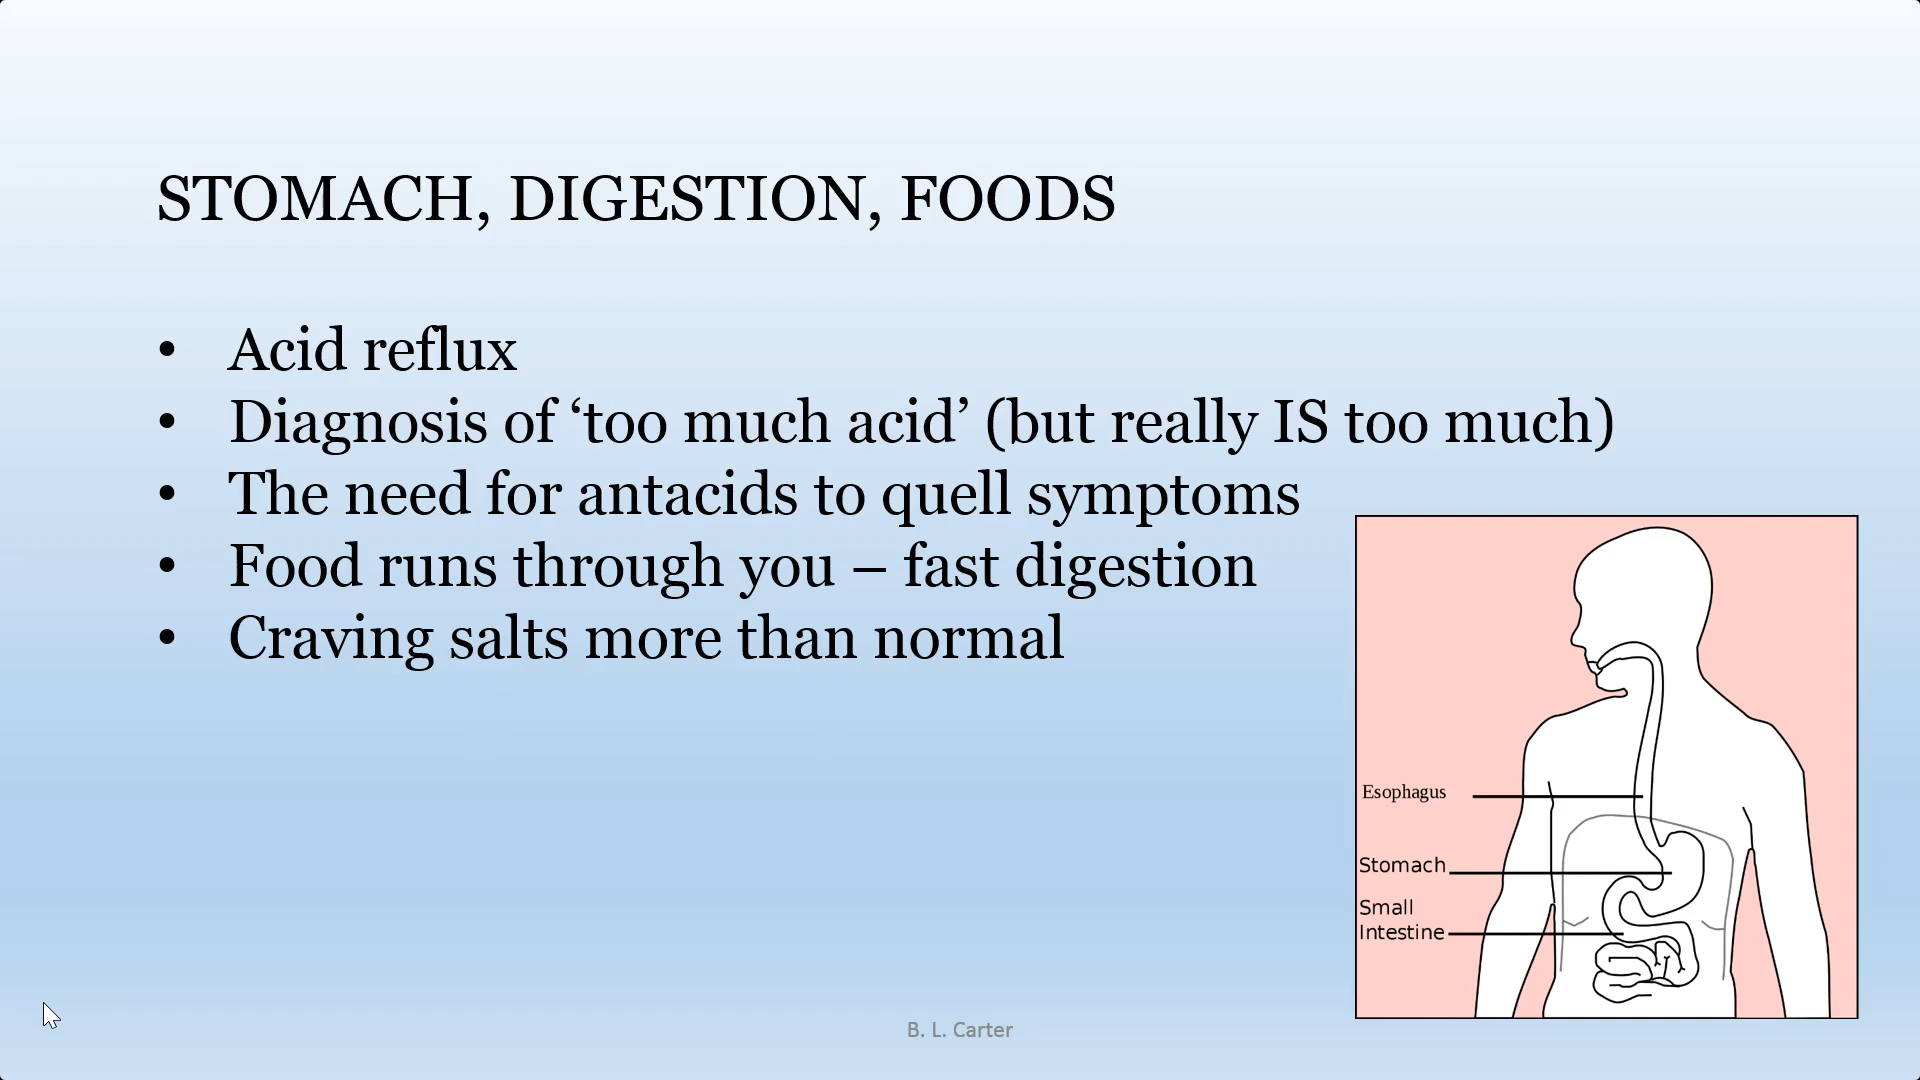 STOMACH, DIGESTION, FOODS
• Acid reflux
• Diagnosis of ‘too much acid’ (but really IS too much)
• The need for antacids to quell symptoms
• Food runs through you – fast digestion
• Craving salts more than normal
Esophagus
Stomach
Small
Intestine
B. L. Carter